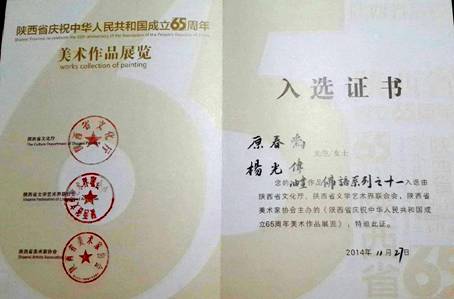 陕西省庆祝中华人民共和国成立65周年
美术作品展览
works collection of painting
陕西省文化厅
陕西省文学艺术界联合会
陕西省美术家协会
Shaanxi Artists Association
入选证书
原春
杨光
先生/女士
您的油画作品佛語系列之十一入选由
陕西省文化厅、陕西省文学艺术界联合会、陕西省
美术家协会主办的《陕西省庆祝中华人民共和国成
立65周年美术作品展览》，特给此证。
2014年11月27日